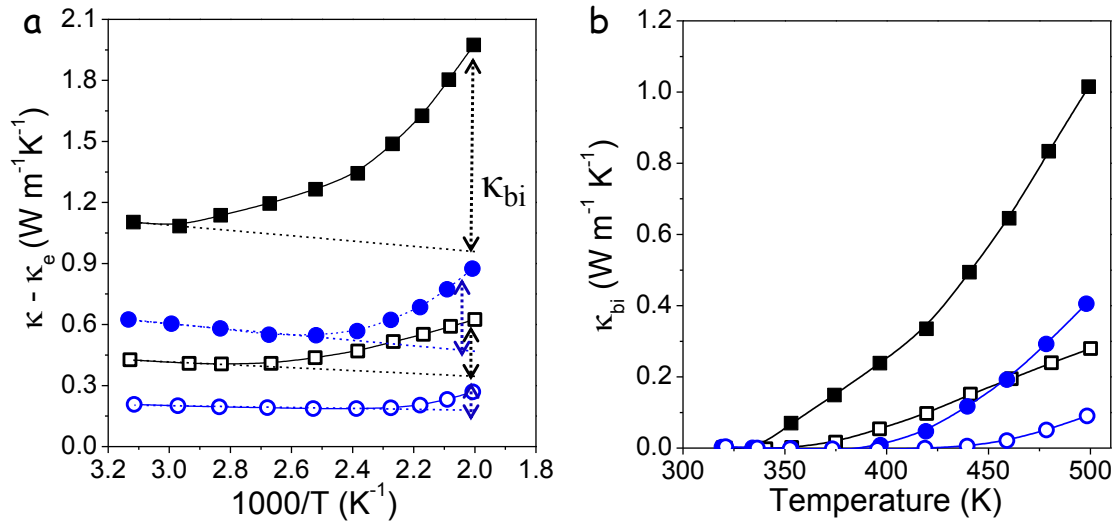 a
2.1
1.8
1.5
1.2
0.9
0.6
0.3
0.0
κ - κe (W m-1K-1)
κbi
3.2 3.0 2.8 2.6 2.4 2.2 2.0 1.8
1000/T (K-1)
b
1.2
1.0
0.8
0.6
0.4
0.2
0.0
κbi (W m-1 K-1)
300 350 400 450 500
Temperature (K)